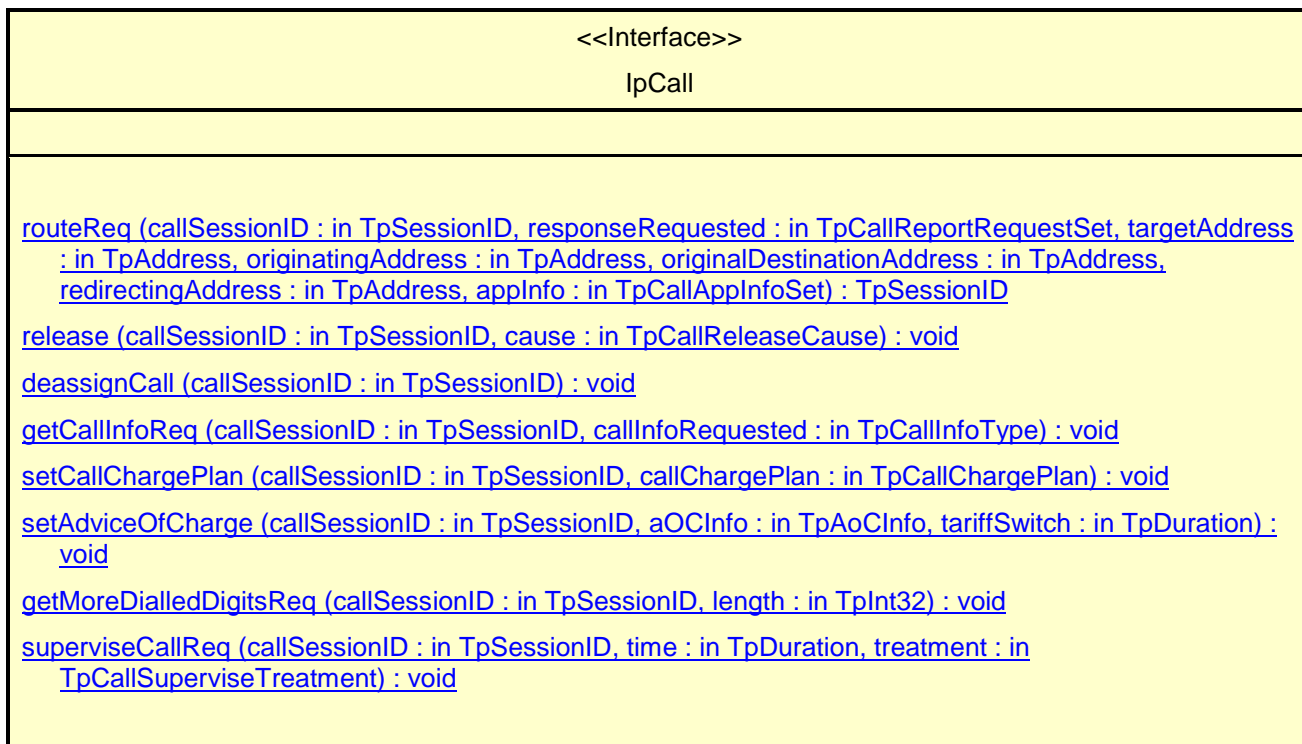 <<Interface>>
IpCall
routeReq (callSessionID : in TpSessionID, responseRequested : in TpCallReportRequestSet, targetAddress
: in TpAddress, originatingAddress : in TpAddress, originalDestinationAddress : in TpAddress,
redirectingAddress : in TpAddress, appInfo : in TpCallAppInfoSet) : TpSessionID
release (callSessionID : in TpSessionID, cause : in TpCallReleaseCause) : void
deassignCall (callSessionID : in TpSessionID) : void
getCallInfoReq (callSessionID : in TpSessionID, callInfoRequested : in TpCallInfoType) : void
setCallChargePlan (callSessionID : in TpSessionID, callChargePlan : in TpCallChargePlan) : void
setAdviceOfCharge (callSessionID : in TpSessionID, aOCInfo : in TpAoCInfo, tariffSwitch : in TpDuration) :
void
getMoreDialledDigitsReq (callSessionID : in TpSessionID, length : in TpInt32) : void
superviseCallReq (callSessionID : in TpSessionID, time : in TpDuration, treatment : in
TpCallSuperviseTreatment) : void